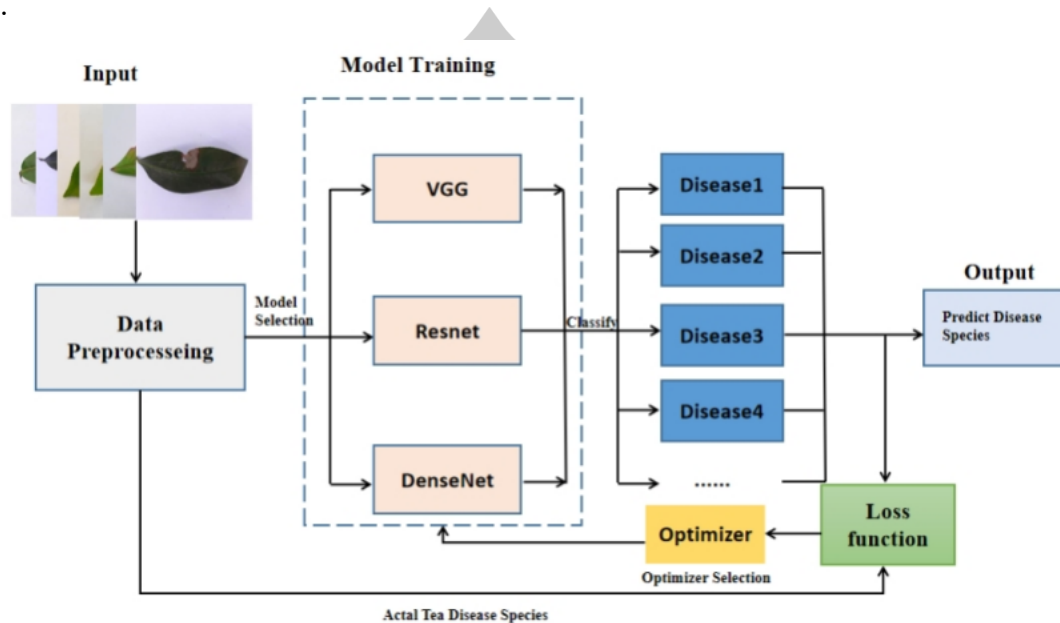 .
Input
Model Training
VGG
Resnet
DenseNet
Data
Preprocesseing
Model
Selection
Classify
Disease1
Disease2
Disease3
Disease4
......
Output
Predict Disease
Species
Loss
function
Optimizer
Optimizer Selection
Actal Tea Disease Species